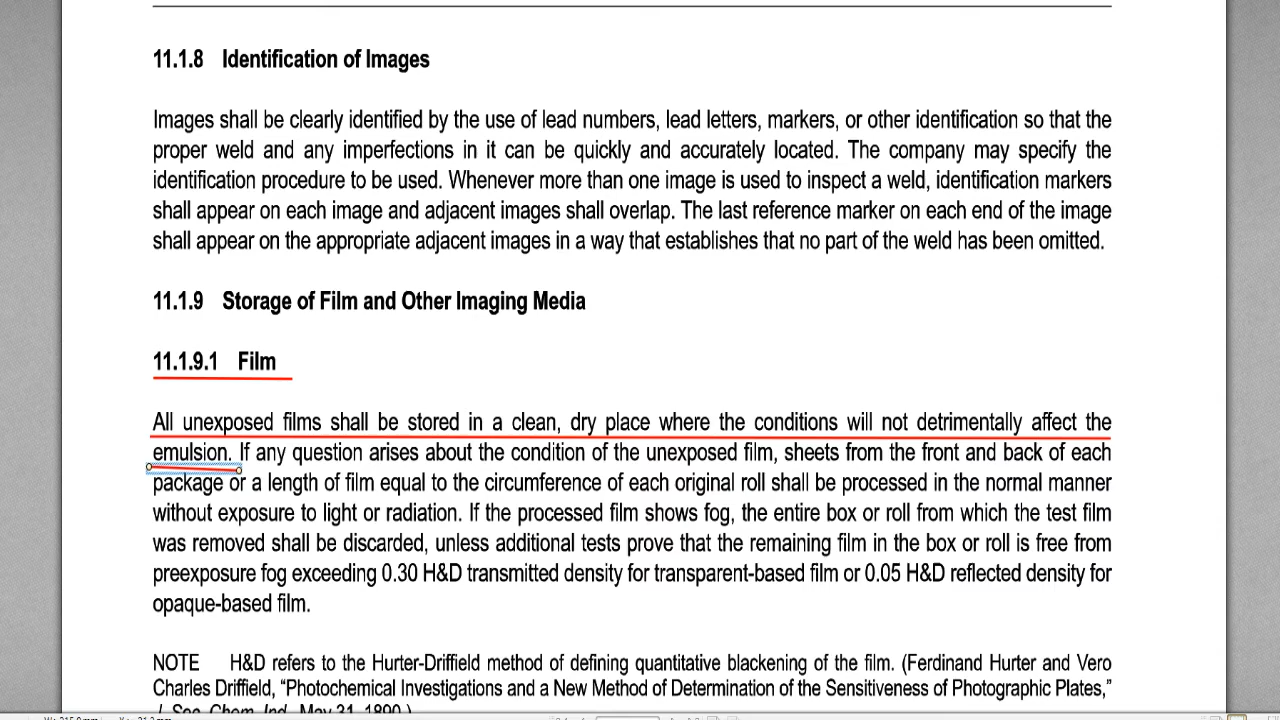 11.1.8 Identification of Images
Images shall be clearly identified by the use of lead numbers, lead letters, markers, or other identification so that the
proper weld and any imperfections in it can be quickly and accurately located. The company may specify the
identification procedure to be used. Whenever more than one image is used to inspect a weld, identification markers
shall appear on each image and adjacent images shall overlap. The last reference marker on each end of the image
shall appear on the appropriate adjacent images in a way that establishes that no part of the weld has been omitted.
11.1.9 Storage of Film and Other Imaging Media
11.1.9.1 Film
All unexposed films shall be stored in a clean, dry place where the conditions will not detrimentally affect the
emulsion. If any question arises about the condition of the unexposed film, sheets from the front and back of each
package or a length of film equal to the circumference of each original roll shall be processed in the normal manner
without exposure to light or radiation. If the processed film shows fog, the entire box or roll from which the test film
was removed shall be discarded, unless additional tests prove that the remaining film in the box or roll is free from
preexposure fog exceeding 0.30 H&D transmitted density for transparent-based film or 0.05 H&D reflected density for
opaque-based film.
NOTE H&D refers to the Hurter-Driffield method of defining quantitative blackening of the film. (Ferdinand Hurter and Vero
Charles Driffield, “Photochemical Investigations and a New Method of Determination of the Sensitiveness of Photographic Plates,”
J. Soc. Chem. Ind., May 31, 1890.)